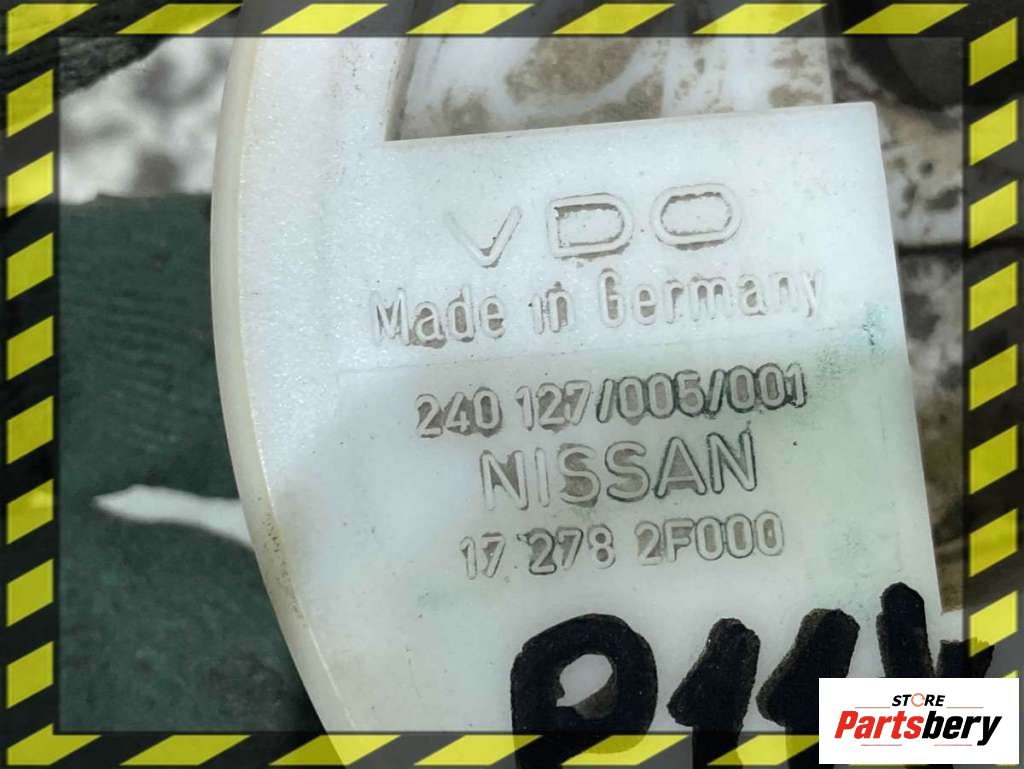 VDO
Made in Germany
240 127/005/001
NISSAN
17 278 2F000
STORE
Partsbery